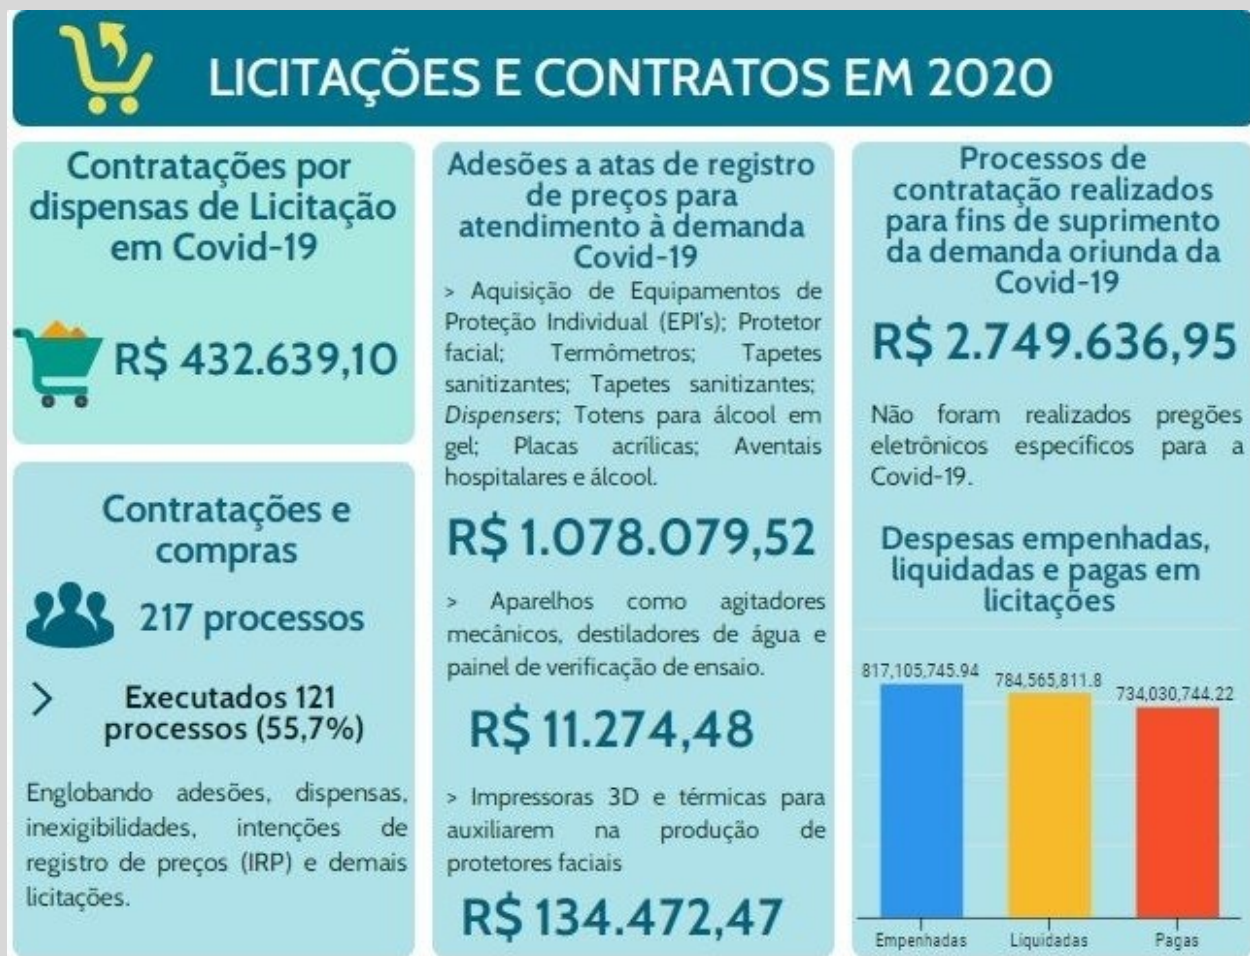 LICITAÇÕES E CONTRATOS EM 2020
Contratações por
dispensas de Licitação
em Covid-19
R$ 432.639,10
Contratações e
compras
217 processos
Executados 121
processos (55,7%)
Englobando adesões, dispensas,
inexigibilidades, intenções de
registro de preços (IRP) e demais
licitações.
Adesões a atas de registro
de preços para
atendimento à demanda
Covid-19
> Aquisição de Equipamentos de
Proteção Individual (EPI's); Protetor
facial; Termômetros; Tapetes
sanitizantes; Tapetes sanitizantes;
Dispensers; Totens para álcool em
gel; Placas acrílicas; Aventais
hospitalares e álcool.
R$ 1.078.079,52
> Aparelhos como agitadores
mecânicos, destiladores de água e
painel de verificação de ensaio.
R$ 11.274,48
> Impressoras 3D e térmicas para
auxiliarem na produção de
protetores faciais
R$ 134.472,47
Processos de
contratação realizados
para fins de suprimento
da demanda oriunda da
Covid-19
R$ 2.749.636,95
Não foram realizados pregões
eletrônicos específicos para a
Covid-19.
Despesas empenhadas,
liquidadas e pagas em
licitações
817,105,745.94
784,565,811.8
734,030,744.22
Empenhadas
Liquidadas
Pagas